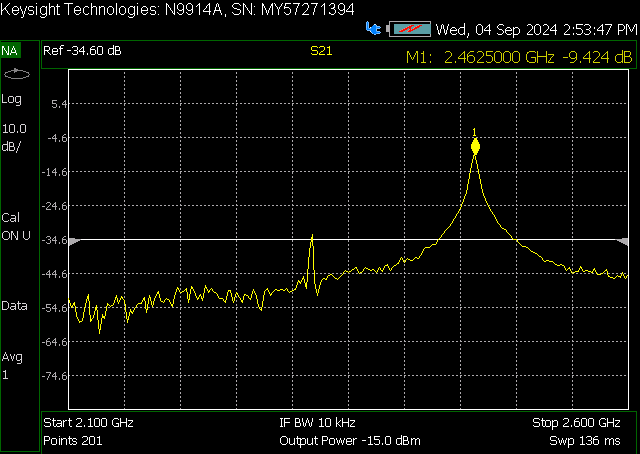 Keysight Technologies: N9914A, SN: MY57271394
Wed, 04 Sep 2024 2:53:47 PM
NA Ref -34.60 dB S21
M1: 2.4625000 GHz -9.424 dB
Log
10.0
dB/
Cal
ON U
Data
Avg
1
5.4
-4.6
-14.6
-24.6
-34.6
-44.6
-54.6
-64.6
-74.6
1
Start 2.100 GHz IF BW 10 kHz Stop 2.600 GHz
Points 201 Output Power -15.0 dBm Swp 136 ms